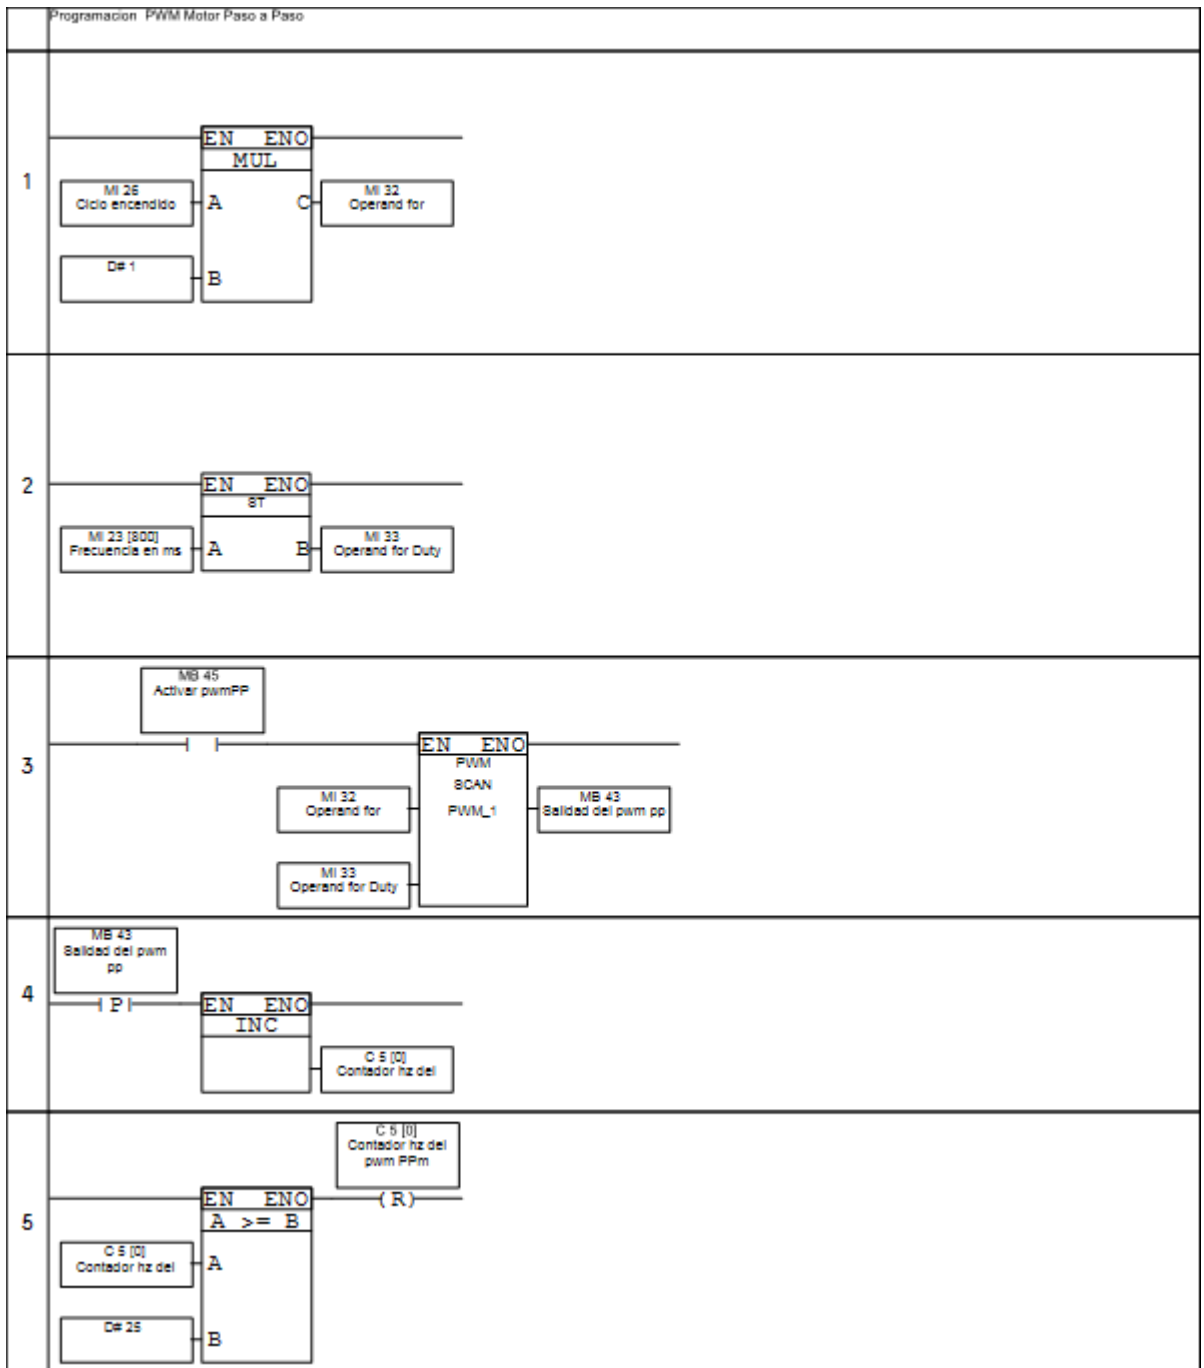 Programacion PWM Motor Paso a Paso
1
EN ENO
MUL
MI 26
Ciclo encendido
A
C
MI 32
Operand for
D# 1
B
2
EN ENO
ST
MI 23 [800]
Frecuencia en ms
A
B
MI 33
Operand for Duty
3
MB 45
Activar pwmPP
EN ENO
PWM
SCAN
PWM_1
MI 32
Operand for
MB 43
Salidad del pwm pp
MI 33
Operand for Duty
4
MB 43
Salidad del pwm
pp
P
EN ENO
INC
C 5 [0]
Contador hz del
5
C 5 [0]
Contador hz del
pwm PPm
EN ENO
(R)
A >= B
C 5 [0]
Contador hz del
A
D# 25
B